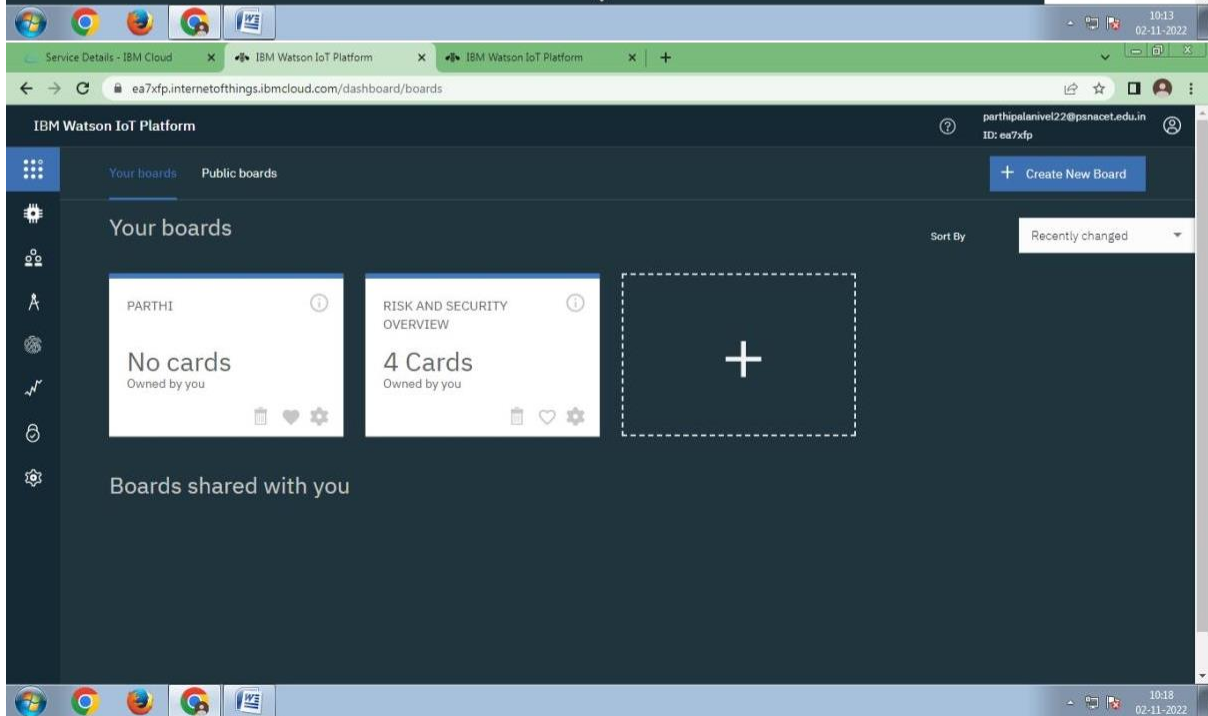 10:13
02-11-2022
Service Details - IBM Cloud
IBM Watson IoT Platform
IBM Watson IoT Platform
ea7xfp.internetofthings.ibmcloud.com/dashboard/boards
IBM Watson IoT Platform
parthipalanivel22@psnacet.edu.in
ID: ea7xfp
Your boards Public boards
+ Create New Board
Your boards
Sort By
Recently changed
PARTHI
No cards
Owned by you
RISK AND SECURITY
OVERVIEW
4 Cards
Owned by you
Boards shared with you
10:18
02-11-2022